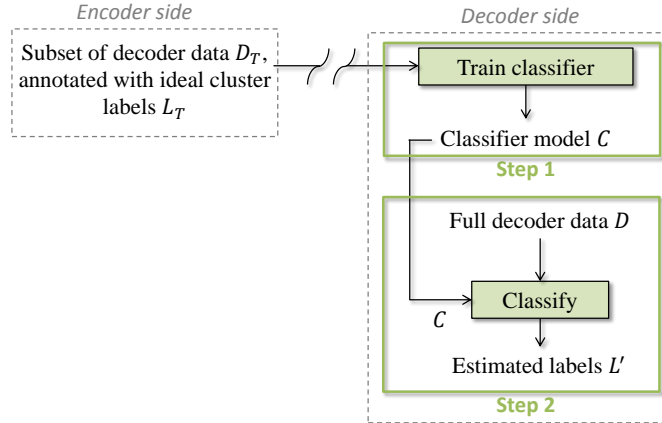 Encoder side
Subset of decoder data D_T,
annotated with ideal cluster
labels L_T
Decoder side
Train classifier
Classifier model C
Step 1
Full decoder data D
Classify
C
Estimated labels L′
Step 2